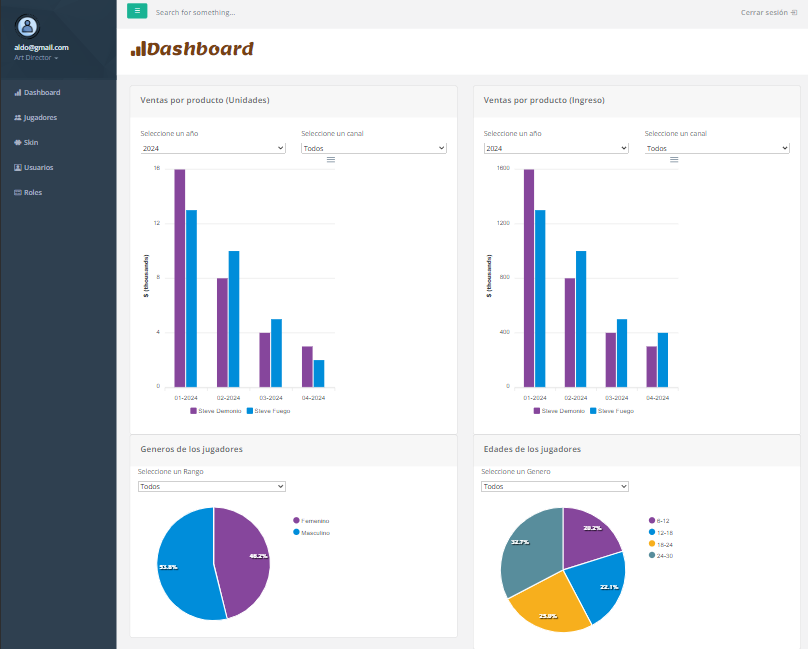 Search for something...
Cerrar sesión
aldo@gmail.com
Art Director
Dashboard
Jugadores
Skin
Usuarios
Roles
Dashboard
Ventas por producto (Unidades)
Seleccione un año
Seleccione un canal
2024
Todos
16
12
8
4
0
$ (thousands)
01-2024 02-2024 03-2024 04-2024
Steve Demonio Steve Fuego
Ventas por producto (Ingreso)
Seleccione un año
Seleccione un canal
2024
Todos
1600
1200
800
400
0
$ (thousands)
01-2024 02-2024 03-2024 04-2024
Steve Demonio Steve Fuego
Generos de los jugadores
Seleccione un Rango
Todos
46.2%
53.8%
Femenino
Masculino
Edades de los jugadores
Seleccione un Genero
Todos
32.7%
22.1%
25.0%
6-12
12-18
18-24
24-30